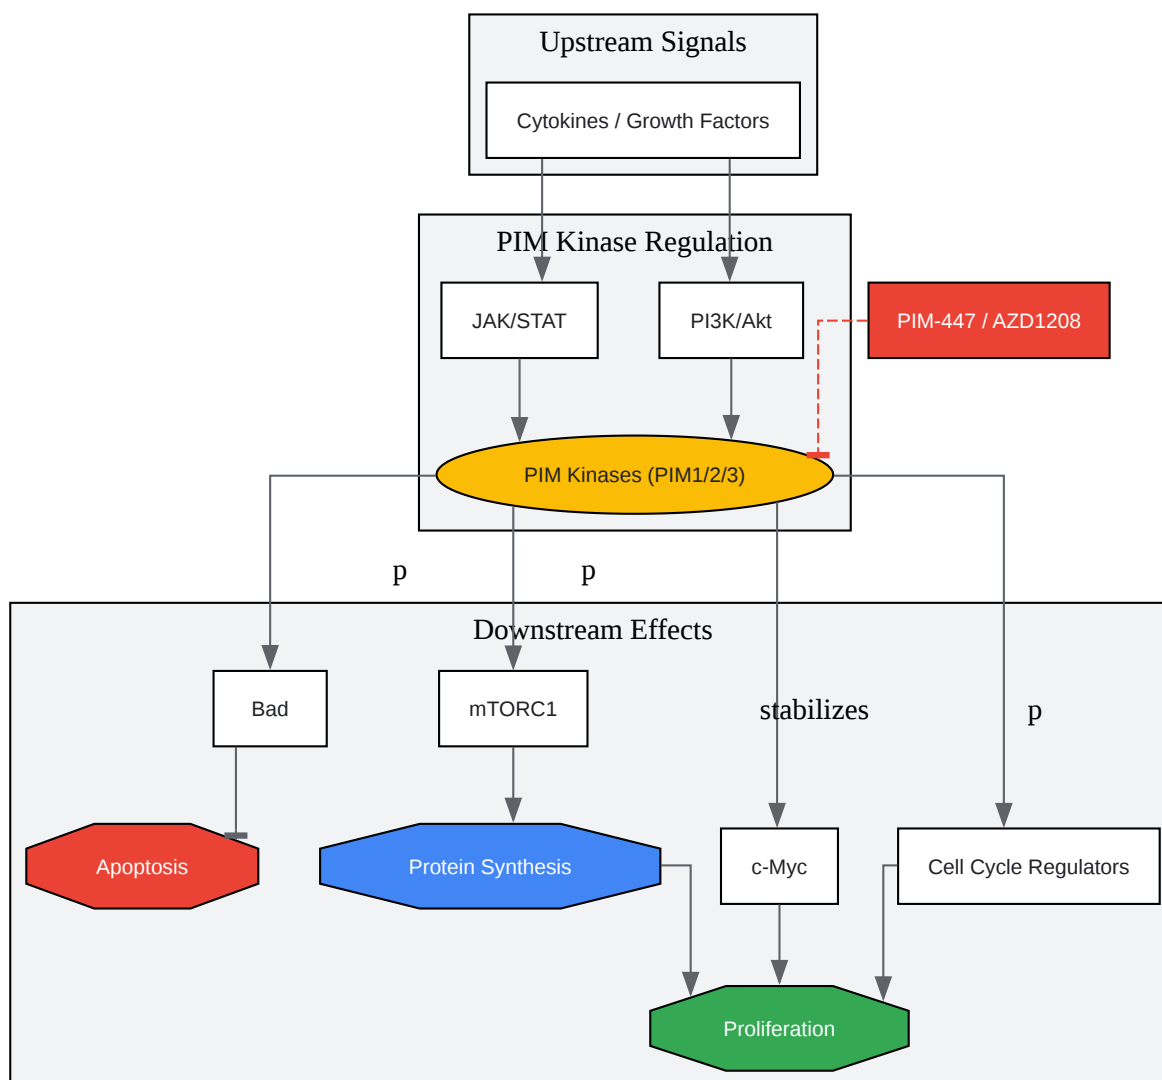 Upstream Signals
Cytokines / Growth Factors
PIM Kinase Regulation
JAK/STAT
PI3K/Akt
PIM-447 / AZD1208
PIM Kinases (PIM1/2/3)
p
p
Downstream Effects
Bad
mTORC1
stabilizes
p
Apoptosis
Protein Synthesis
c-Myc
Cell Cycle Regulators
Proliferation